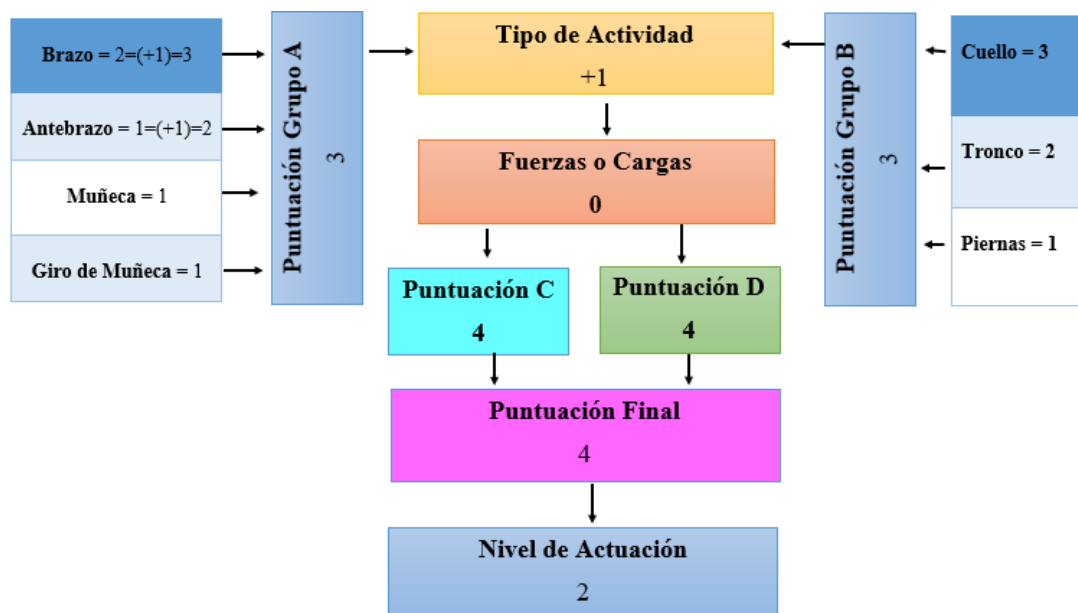 Brazo = 2=(+1)=3
Antebrazo = 1=(+1)=2
Muñeca = 1
Giro de Muñeca = 1
Puntuación Grupo A
3
Tipo de Actividad
+1
Fuerzas o Cargas
0
Puntuación C
4
Puntuación D
4
Puntuación Final
4
Nivel de Actuación
2
Puntuación Grupo B
3
Cuello = 3
Tronco = 2
Piernas = 1